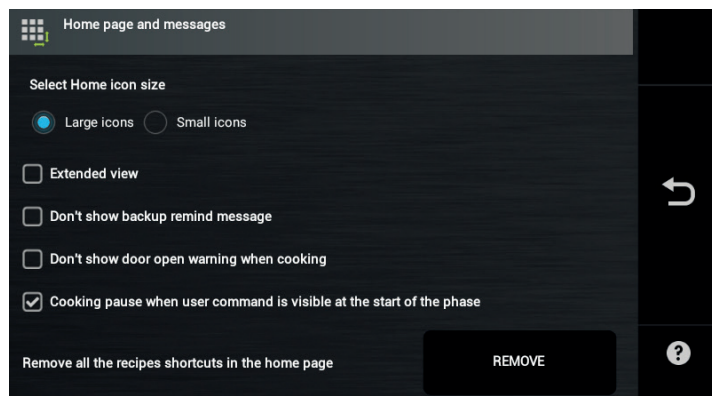 Home page and messages
Select Home icon size
Large icons Small icons
Extended view
Don't show backup remind message
Don't show door open warning when cooking
Cooking pause when user command is visible at the start of the phase
Remove all the recipes shortcuts in the home page REMOVE
?